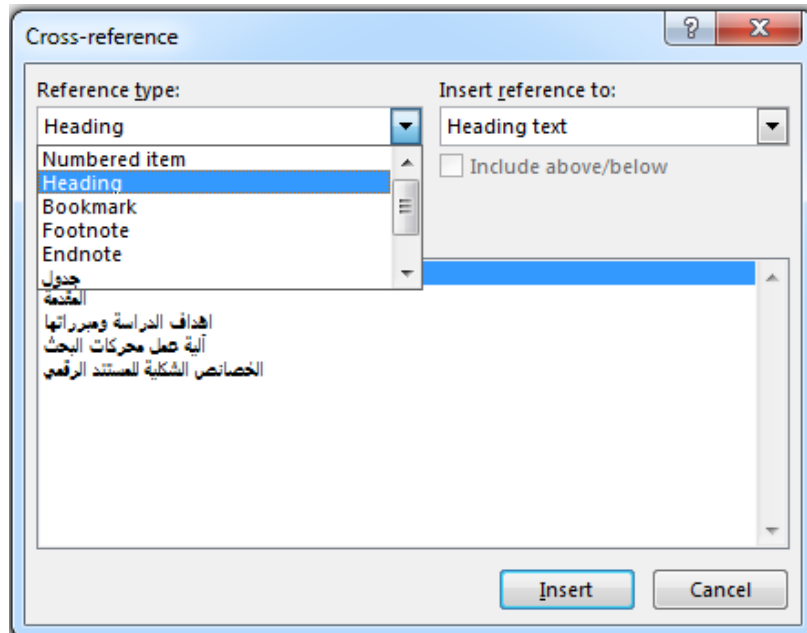 Cross-reference
Reference type:
Insert reference to:
Heading
Heading text
Numbered item
Include above/below
Heading
Bookmark
Footnote
Endnote
جدول
المقدمة
اهداف الدراسة ومبرراتها
آلية عمل محركات البحث
الخصائص الشكلية للمستند الرقمي
Insert
Cancel